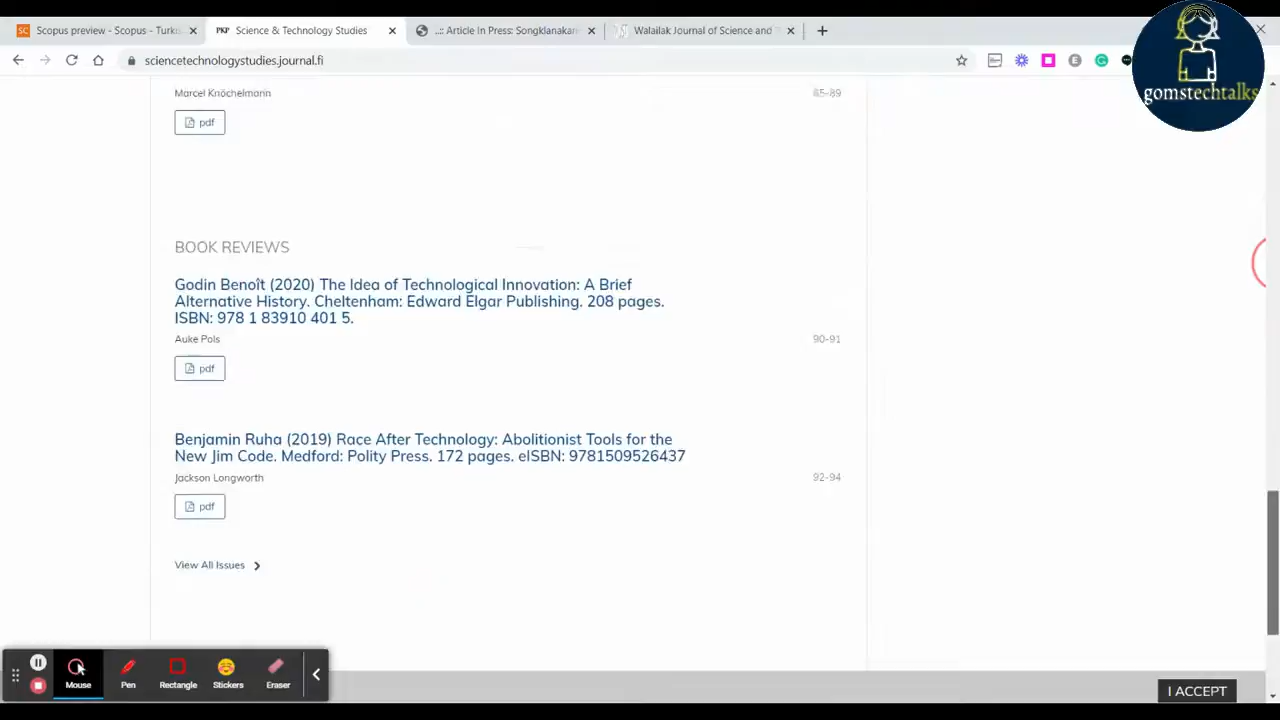 Scopus preview - Scopus - Turki
PKP Science & Technology Studies
..:: Article In Press: Songklanakari
Walailak Journal of Science and T
sciencetechnologystudies.journal.fi
gomstechtalks
Marcel Knöchelmann 85-89
pdf
BOOK REVIEWS
Godin Benoît (2020) The Idea of Technological Innovation: A Brief
Alternative History. Cheltenham: Edward Elgar Publishing. 208 pages.
ISBN: 978 1 83910 401 5.
Auke Pols 90-91
pdf
Benjamin Ruha (2019) Race After Technology: Abolitionist Tools for the
New Jim Code. Medford: Polity Press. 172 pages. eISBN: 9781509526437
Jackson Longworth 92-94
pdf
View All Issues
Mouse Pen Rectangle Stickers Eraser
I ACCEPT